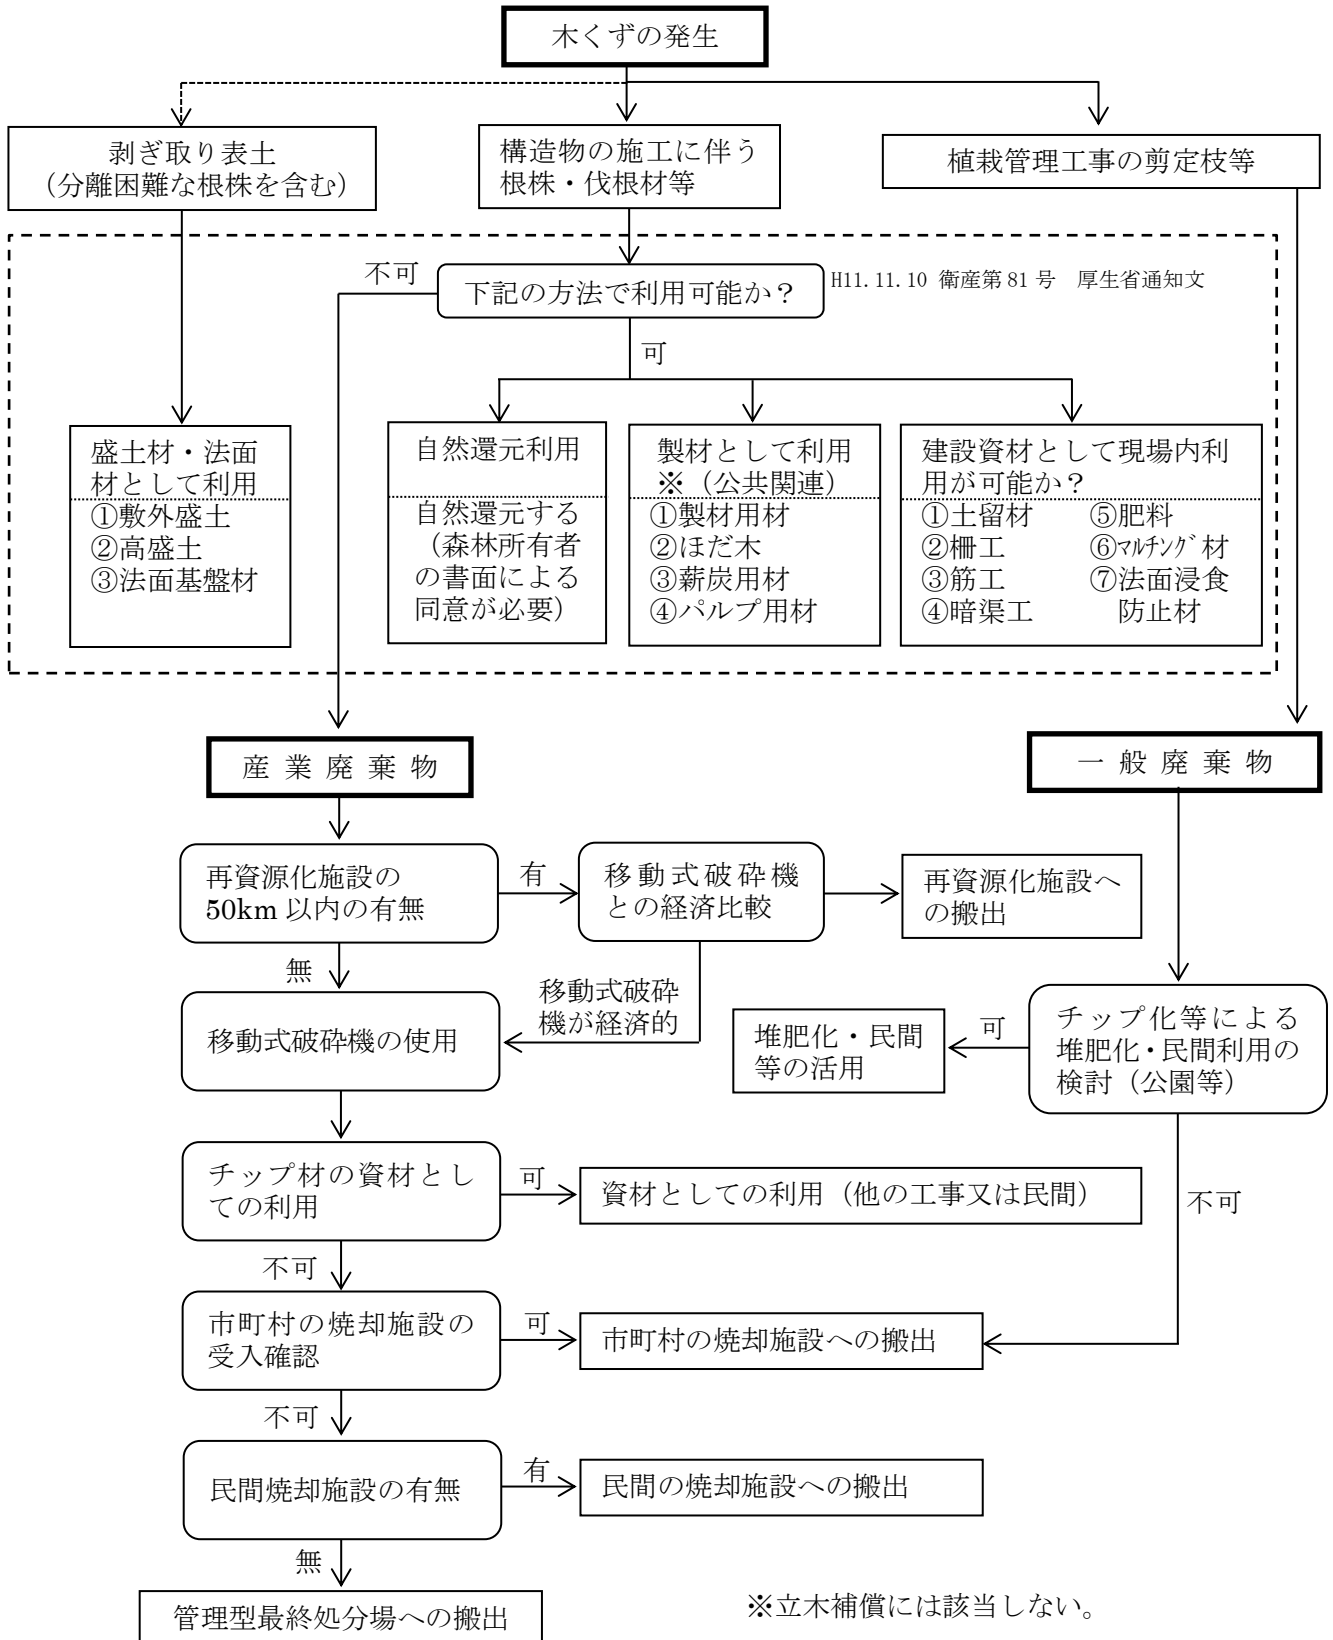 木くずの発生
剥ぎ取り表土
（分離困難な根株を含む）
構造物の施工に伴う
根株・伐根材等
植栽管理工事の剪定枝等
不可
下記の方法で利用可能か？
H11.11.10 衛産第81号　厚生省通知文
可
盛土材・法面
材として利用
①敷外盛土
②高盛土
③法面基盤材
自然還元利用
自然還元する
（森林所有者
の書面による
同意が必要）
製材として利用
※（公共関連）
①製材用材
②ほだ木
③薪炭用材
④パルプ用材
建設資材として現場内利
用が可能か？
①土留材　　⑤肥料
②柵工　　　⑥マルチング材
③筋工　　　⑦法面浸食
④暗渠工　　　防止材
産業廃棄物
一般廃棄物
再資源化施設の
50km以内の有無
有
移動式破砕機
との経済比較
再資源化施設へ
の搬出
無
移動式破砕
機が経済的
移動式破砕機の使用
堆肥化・民間
等の活用
可
チップ化等による
堆肥化・民間利用の
検討（公園等）
チップ材の資材とし
ての利用
可
資材としての利用（他の工事又は民間）
不可
不可
市町村の焼却施設の
受入確認
可
市町村の焼却施設への搬出
不可
民間焼却施設の有無
有
民間の焼却施設への搬出
無
管理型最終処分場への搬出
※立木補償には該当しない。